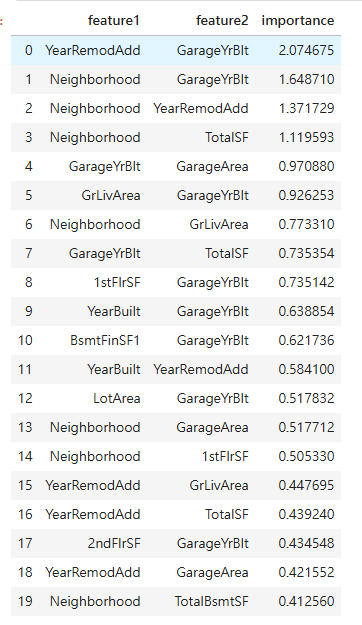 feature1 feature2 importance
0 YearRemodAdd GarageYrBlt 2.074675
1 Neighborhood GarageYrBlt 1.648710
2 Neighborhood YearRemodAdd 1.371729
3 Neighborhood TotalSF 1.119593
4 GarageYrBlt GarageArea 0.970880
5 GrLivArea GarageYrBlt 0.926253
6 Neighborhood GrLivArea 0.773310
7 GarageYrBlt TotalSF 0.735354
8 1stFlrSF GarageYrBlt 0.735142
9 YearBuilt GarageYrBlt 0.638854
10 BsmtFinSF1 GarageYrBlt 0.621736
11 YearBuilt YearRemodAdd 0.584100
12 LotArea GarageYrBlt 0.517832
13 Neighborhood GarageArea 0.517712
14 Neighborhood 1stFlrSF 0.505330
15 YearRemodAdd GrLivArea 0.447695
16 YearRemodAdd TotalSF 0.439240
17 2ndFlrSF GarageYrBlt 0.434548
18 YearRemodAdd GarageArea 0.421552
19 Neighborhood TotalBsmtSF 0.412560